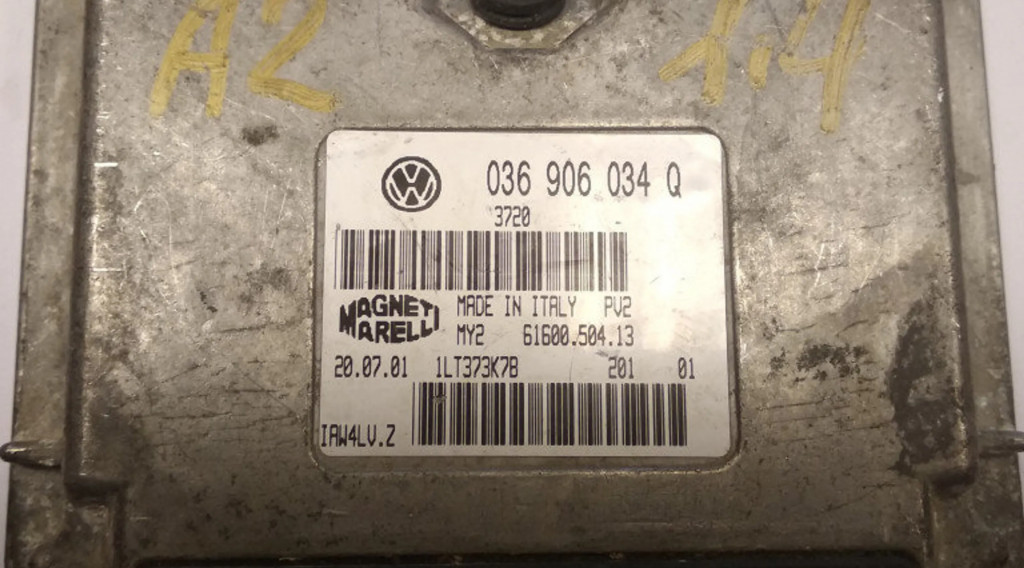 A2 1.4
036 906 034 Q
3720 -
MAGNETI MARELLI
MADE IN ITALY PV2
MY2 61600.504.13
20.07.01 1LT373K7B 201 01
IAW4LV.Z